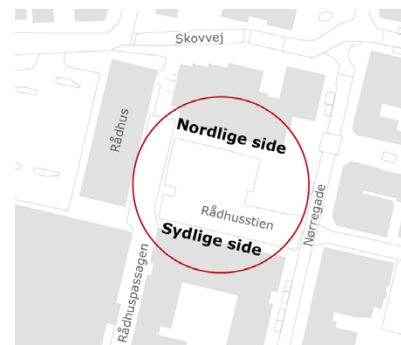 Skovvej
Rådhus
Nordlige side
Rådhusstien
Nørregade
Sydlige side
Rådhuspassagen